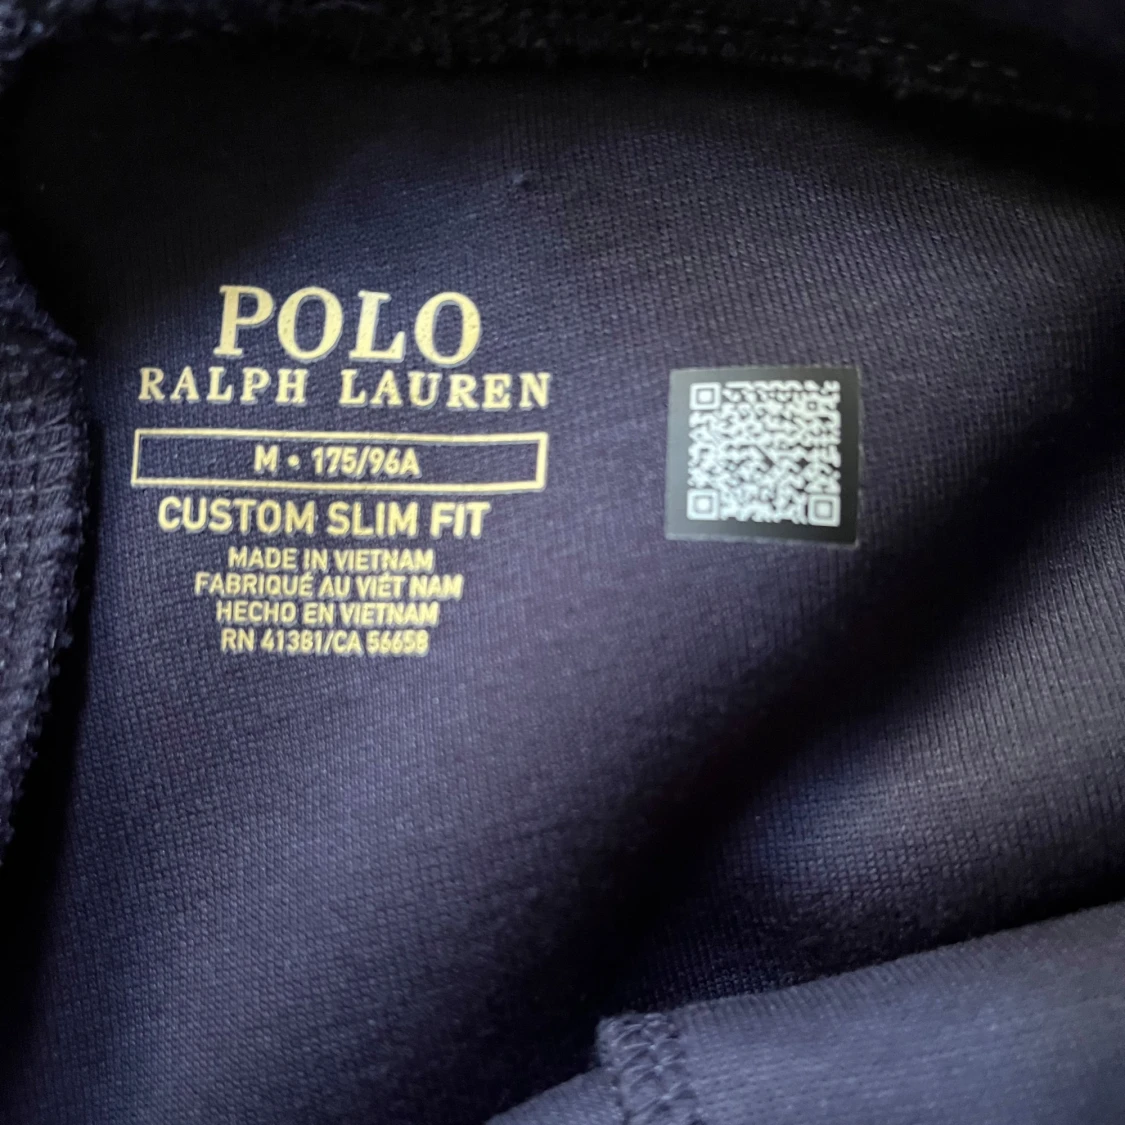 POLO
RALPH LAUREN
M • 175/96A
CUSTOM SLIM FIT
MADE IN VIETNAM
FABRIQUÉ AU VIÊT NAM
HECHO EN VIETNAM
RN 41381/CA 56658